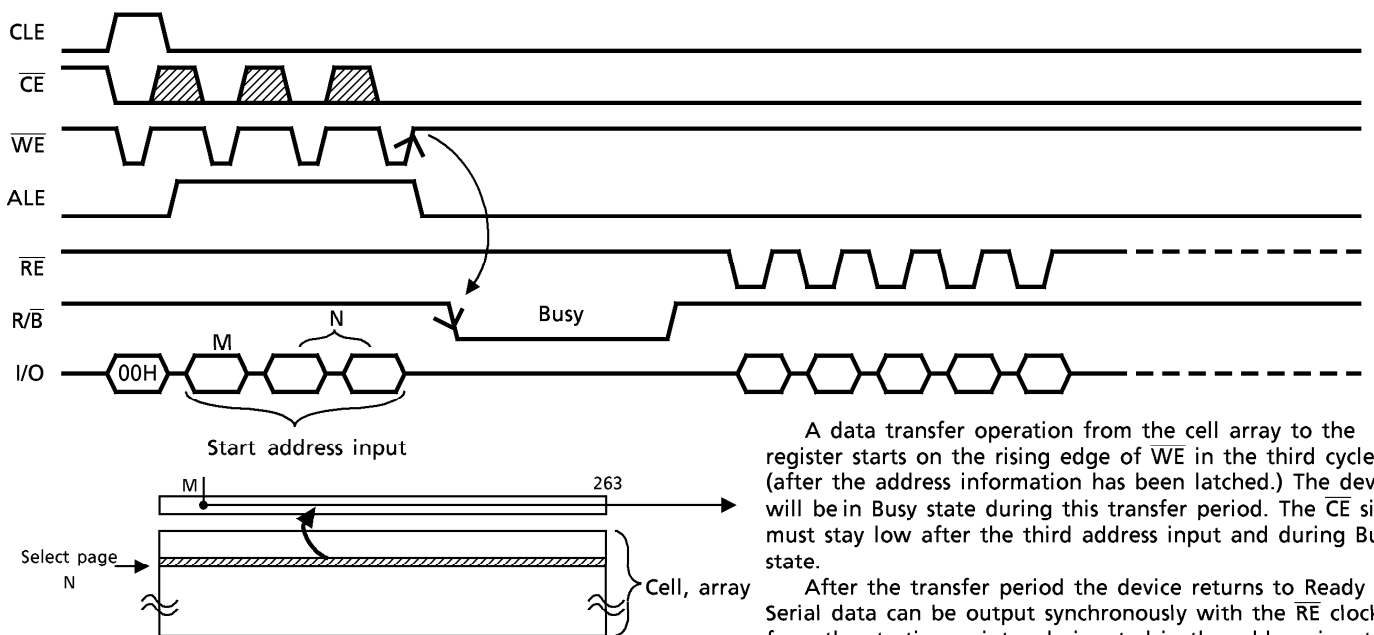 CLE
CE
WE
ALE
RE
R/B
Busy
N
M
I/O
00H
Start address input
M
263
Select page
N
Cell, array
A data transfer operation from the cell array to the
register starts on the rising edge of WE in the third cycle
(after the address information has been latched.) The
will be in Busy state during this transfer period. The CE
must stay low after the third address input and during
state.
After the transfer period the device returns to Ready
Serial data can be output synchronously with the RE clock